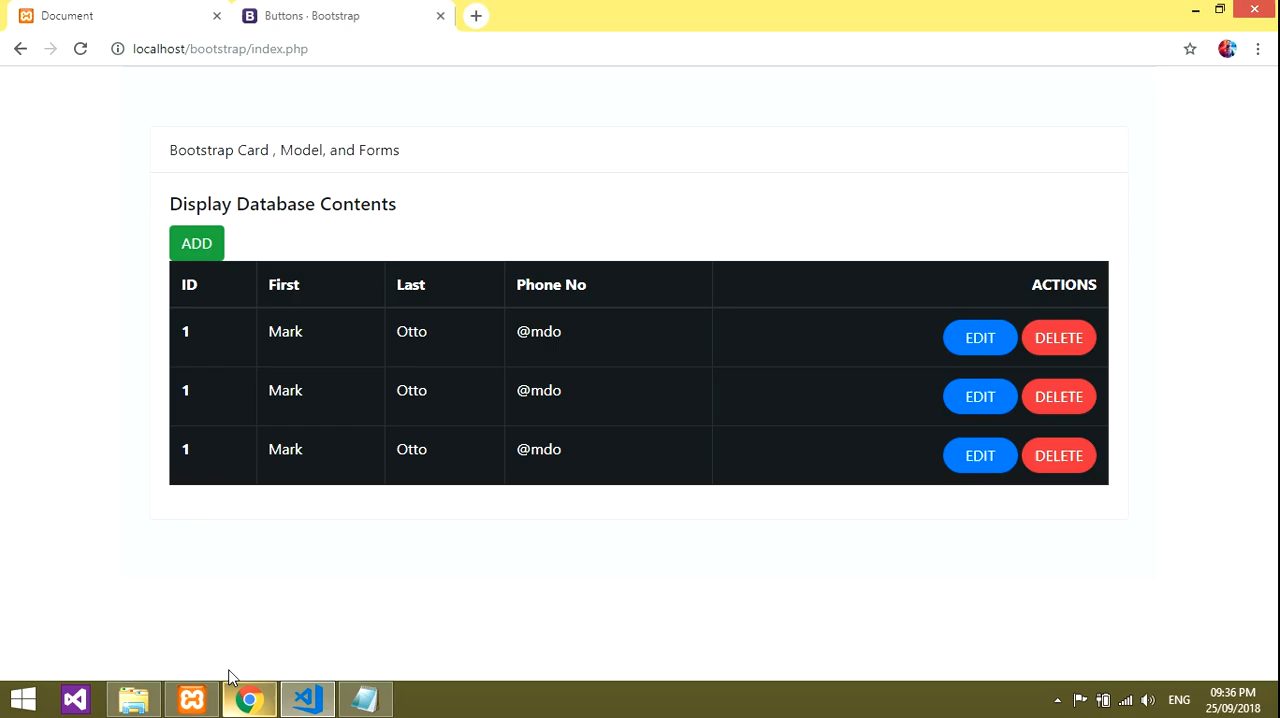 Document
Buttons · Bootstrap
localhost/bootstrap/index.php
Bootstrap Card , Model, and Forms
Display Database Contents
ADD
ID First Last Phone No ACTIONS
1 Mark Otto @mdo EDIT DELETE
1 Mark Otto @mdo EDIT DELETE
1 Mark Otto @mdo EDIT DELETE
ENG
09:36 PM
25/09/2018